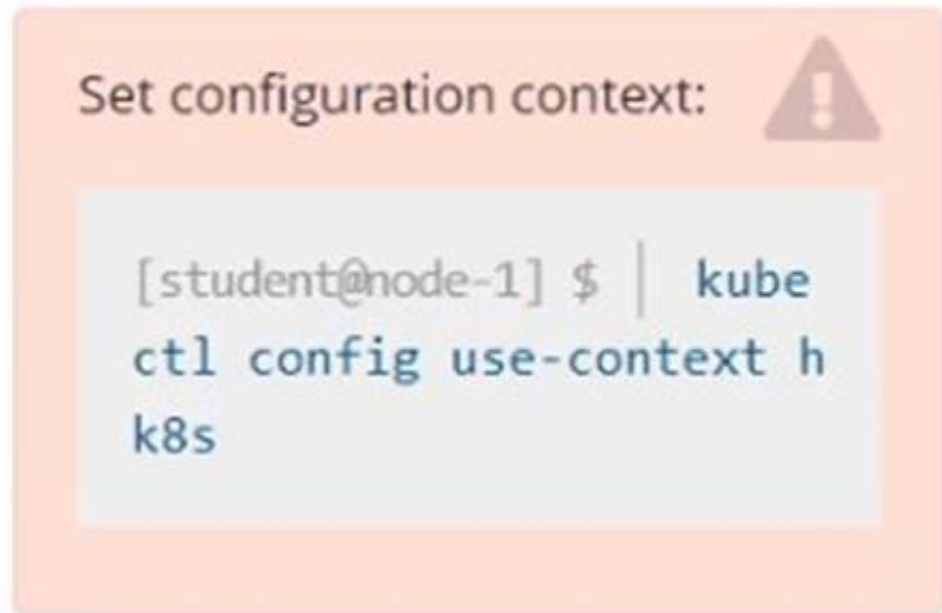 Set configuration context:
[student@node-1] $ | kube
ctl config use-context h
k8s